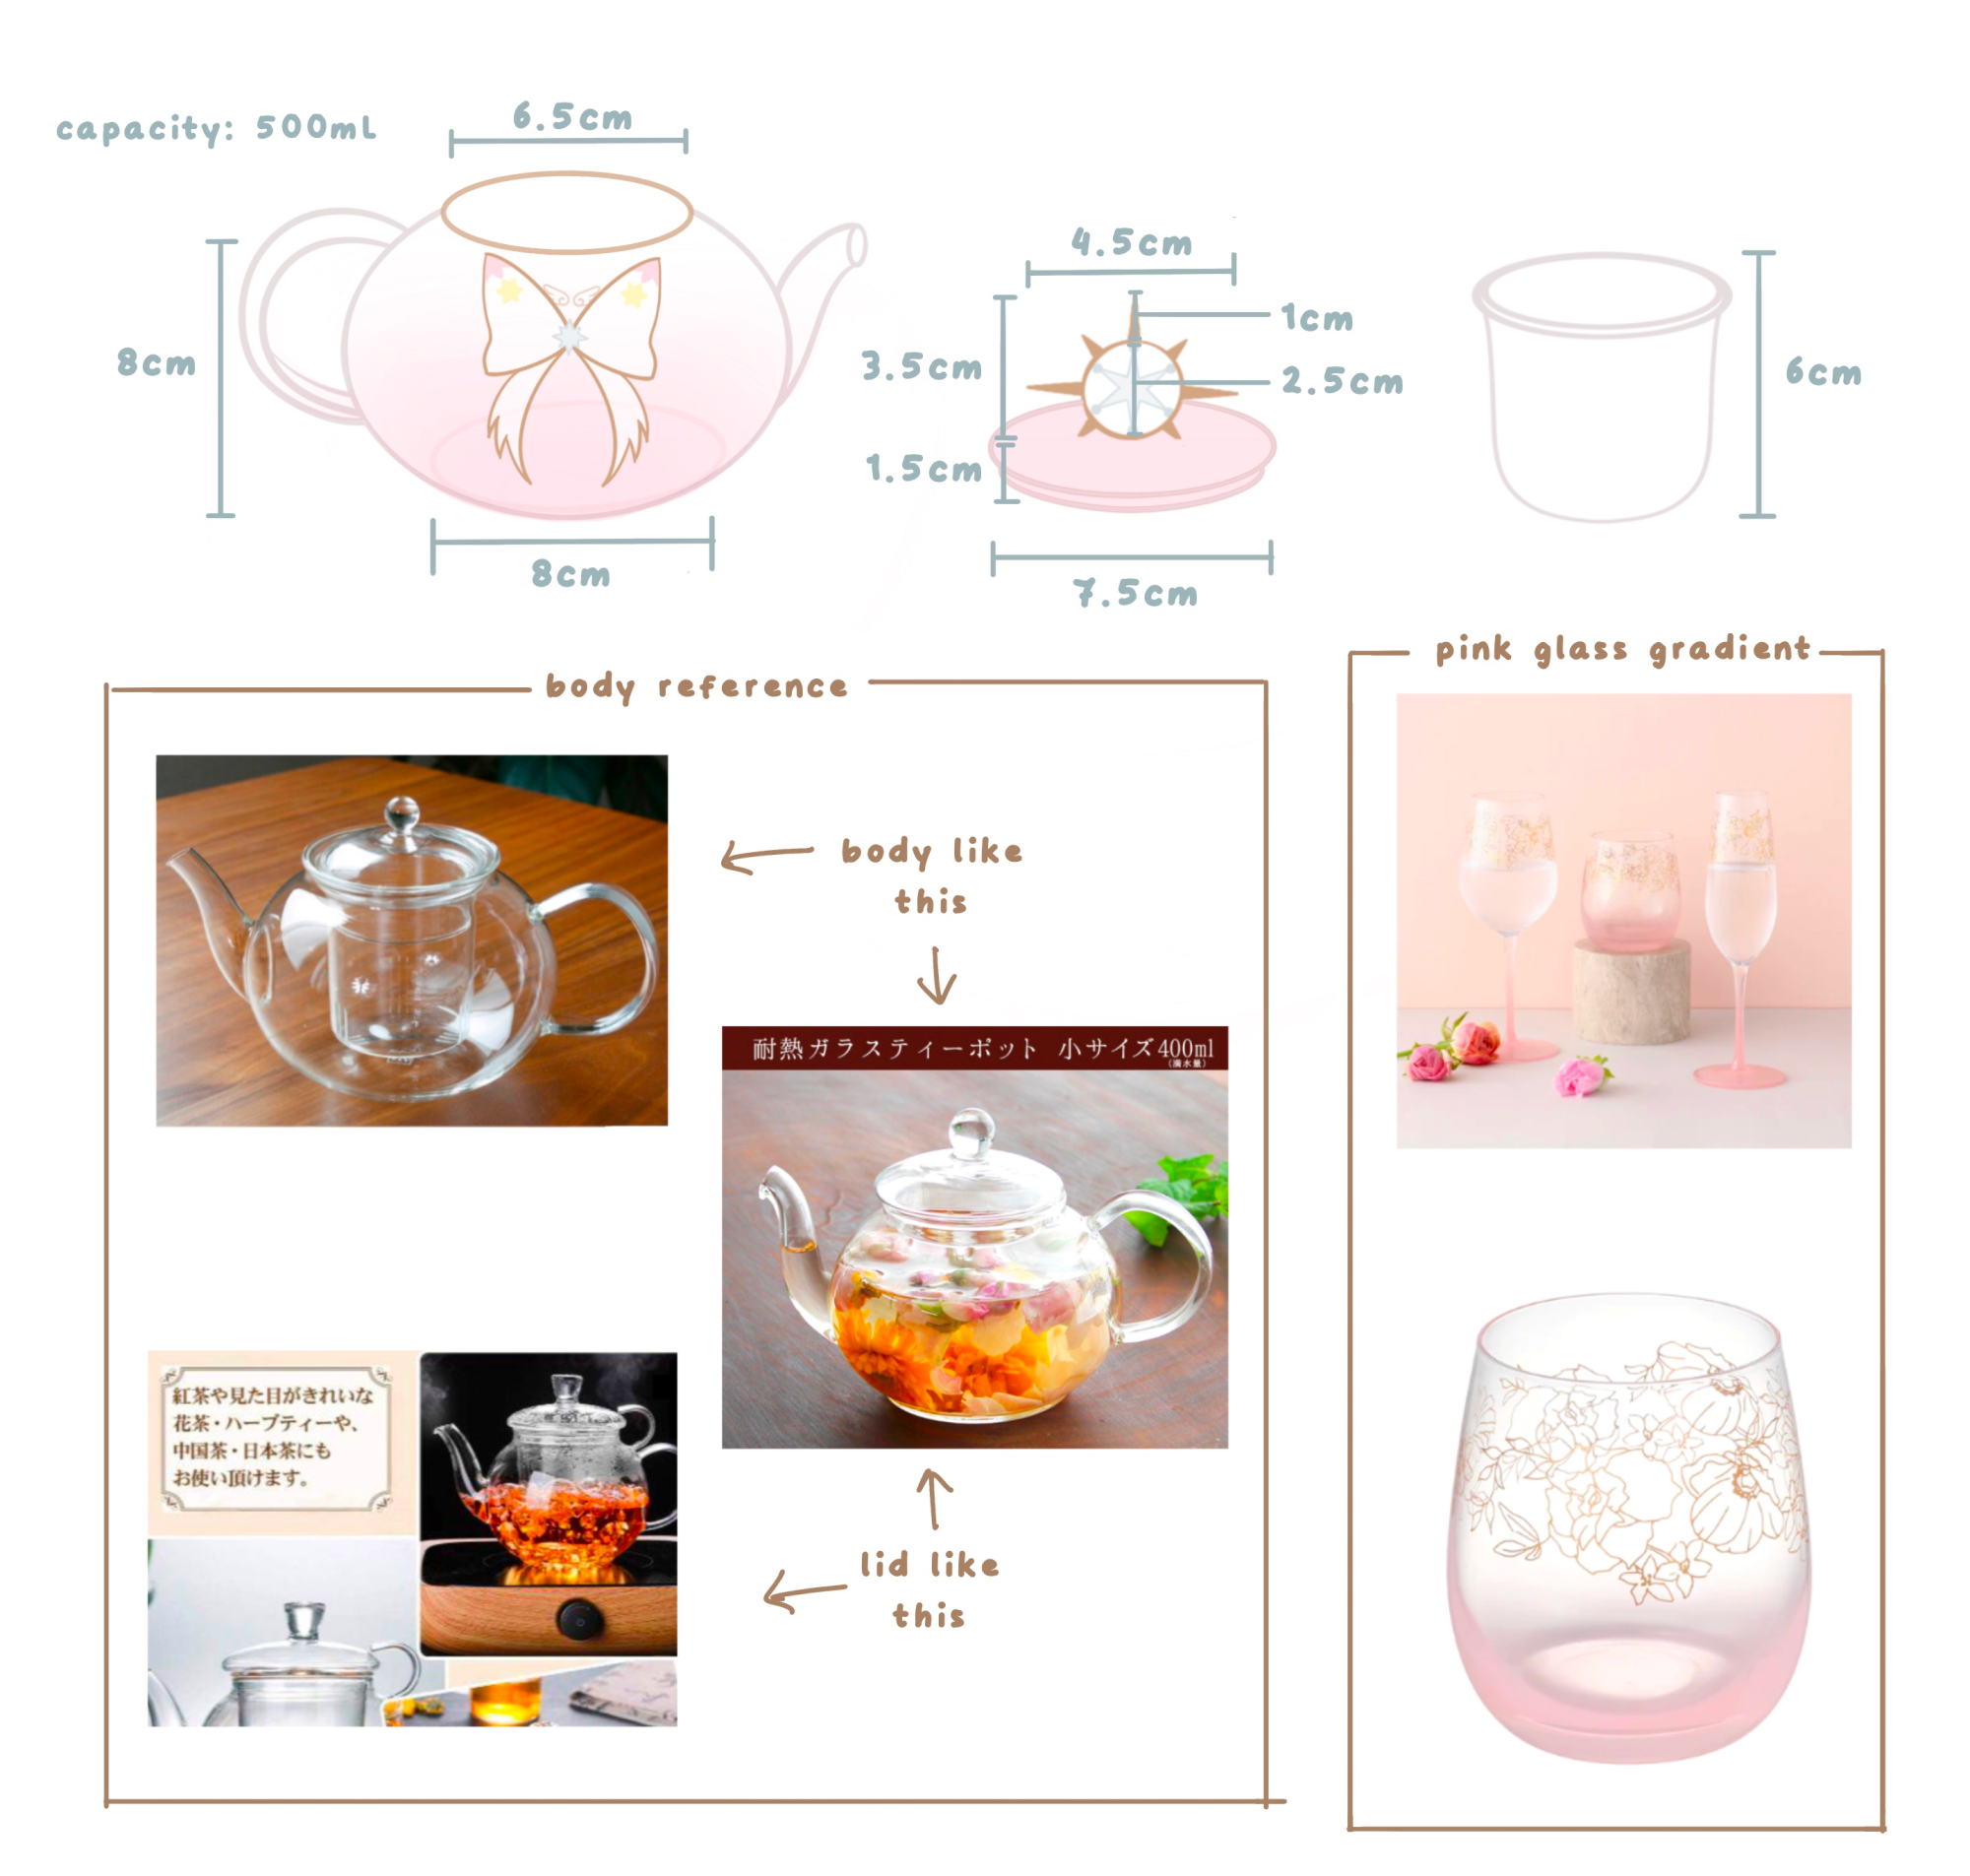 capacity: 500mL
6.5cm
8cm
8cm
4.5cm
3.5cm
1cm
2.5cm
1.5cm
7.5cm
6cm
body reference
body like
this
耐熱ガラスティーポット 小サイズ400ml
(満水量)
紅茶や見た目がきれいな
花茶・ハーブティーや、
中国茶・日本茶にも
お使い頂けます。
lid like
this
pink glass gradient